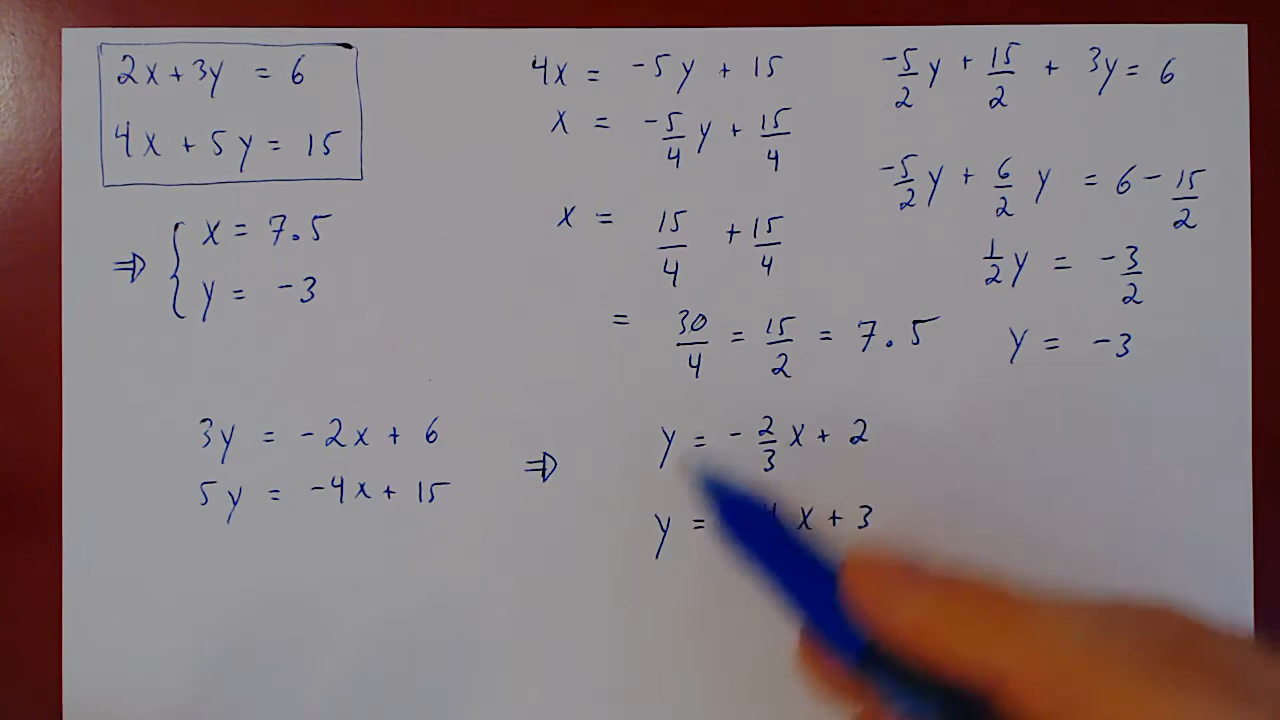 2x + 3y = 6
4x + 5y = 15
⇒ { x = 7.5
y = -3
4x = -5y + 15
x = -5/4 y + 15/4
x = 15/4 + 15/4
= 30/4 = 15/2 = 7.5
-5/2 y + 15/2 + 3y = 6
-5/2 y + 6/2 y = 6 - 15/2
1/2 y = -3/2
y = -3
3y = -2x + 6
5y = -4x + 15
⇒ y = -2/3 x + 2
y = x + 3